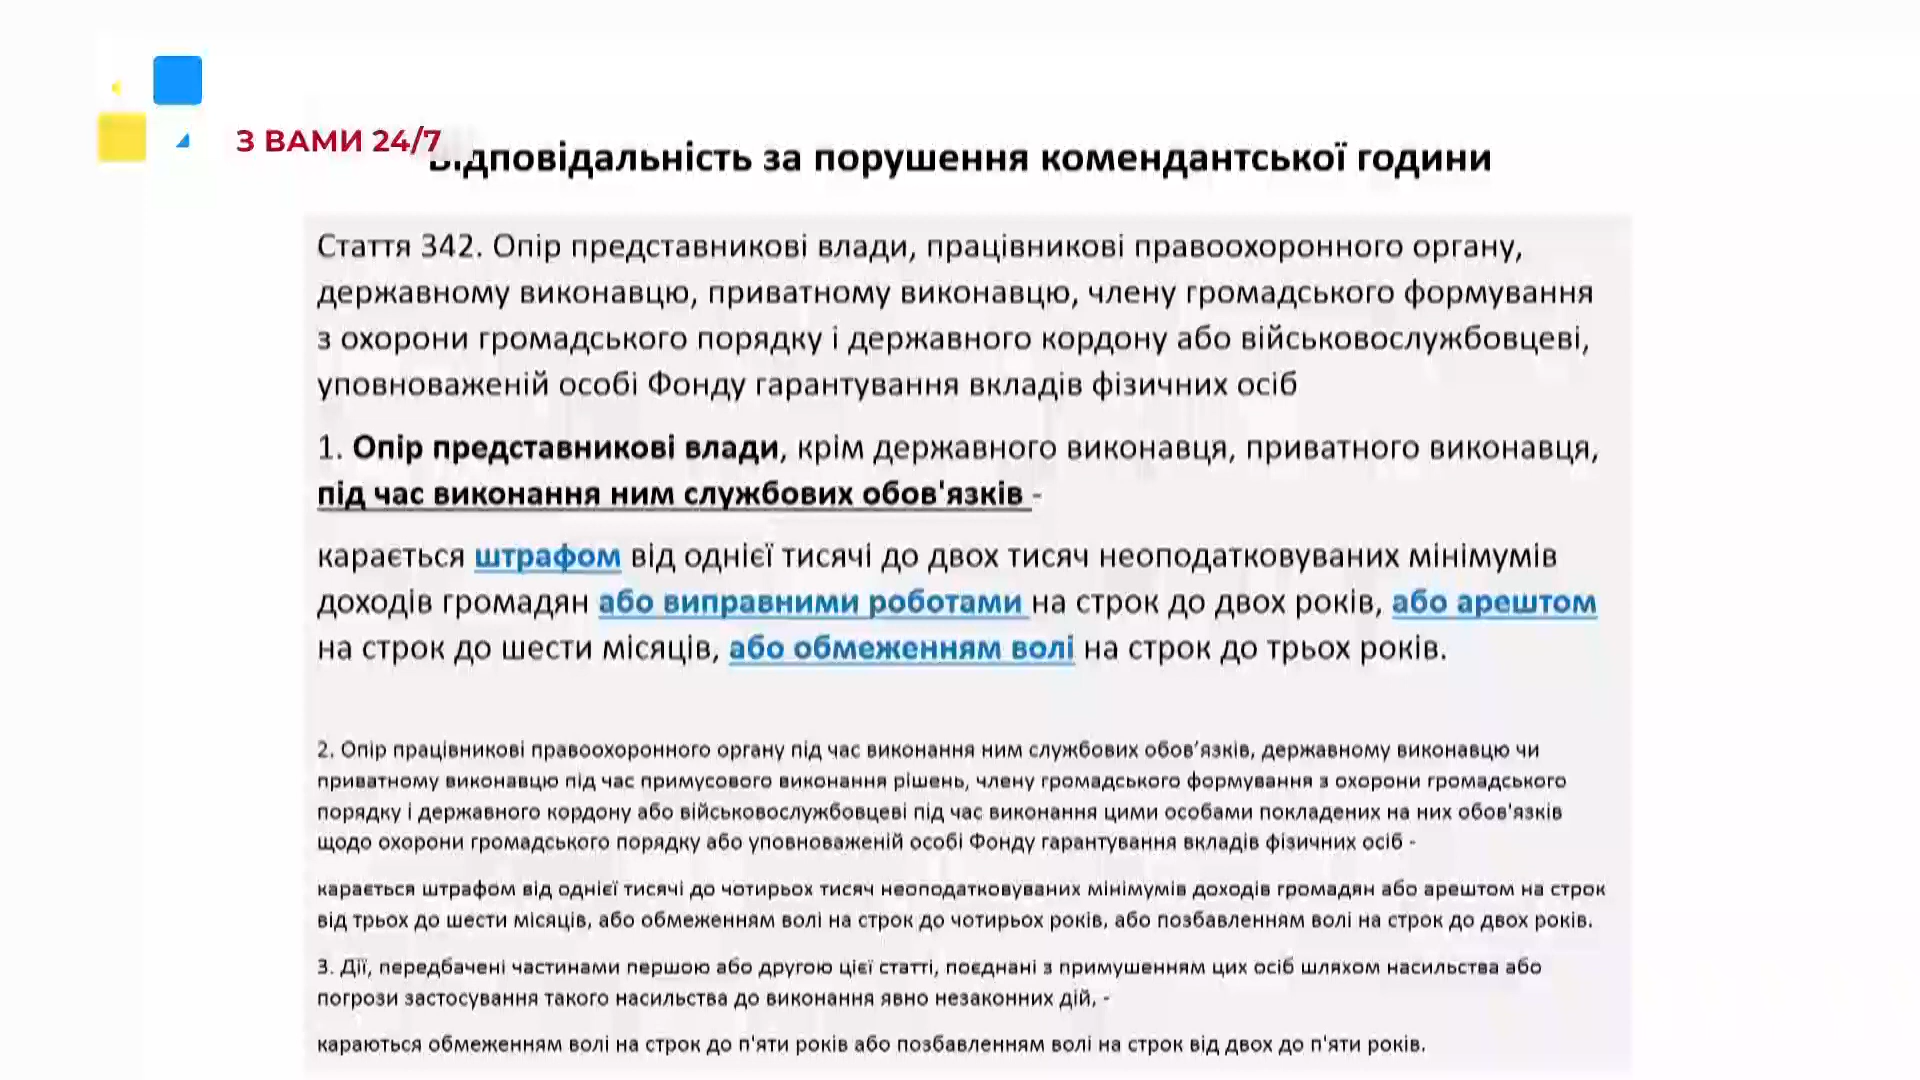 З ВАМИ 24/7
Відповідальність за порушення комендантської години
Стаття 342. Опір представникові влади, працівникові правоохоронного органу,
державному виконавцю, приватному виконавцю, члену громадського формування
з охорони громадського порядку і державного кордону або військовослужбовцеві,
уповноваженій особі Фонду гарантування вкладів фізичних осіб
1. Опір представникові влади, крім державного виконавця, приватного виконавця,
під час виконання ним службових обов'язків -
карається штрафом від однієї тисячі до двох тисяч неоподатковуваних мінімумів
доходів громадян або виправними роботами на строк до двох років, або арештом
на строк до шести місяців, або обмеженням волі на строк до трьох років.
2. Опір працівникові правоохоронного органу під час виконання ним службових обов’язків, державному виконавцю чи
приватному виконавцю під час примусового виконання рішень, члену громадського формування з охорони громадського
порядку і державного кордону або військовослужбовцеві під час виконання цими особами покладених на них обов'язків
щодо охорони громадського порядку або уповноваженій особі Фонду гарантування вкладів фізичних осіб -
карається штрафом від однієї тисячі до чотирьох тисяч неоподатковуваних мінімумів доходів громадян або арештом на строк
від трьох до шести місяців, або обмеженням волі на строк до чотирьох років, або позбавленням волі на строк до двох років.
3. Дії, передбачені частинами першою або другою цієї статті, поєднані з примушенням цих осіб шляхом насильства або
погрози застосування такого насильства до виконання явно незаконних дій, -
караються обмеженням волі на строк до п'яти років або позбавленням волі на строк від двох до п'яти років.